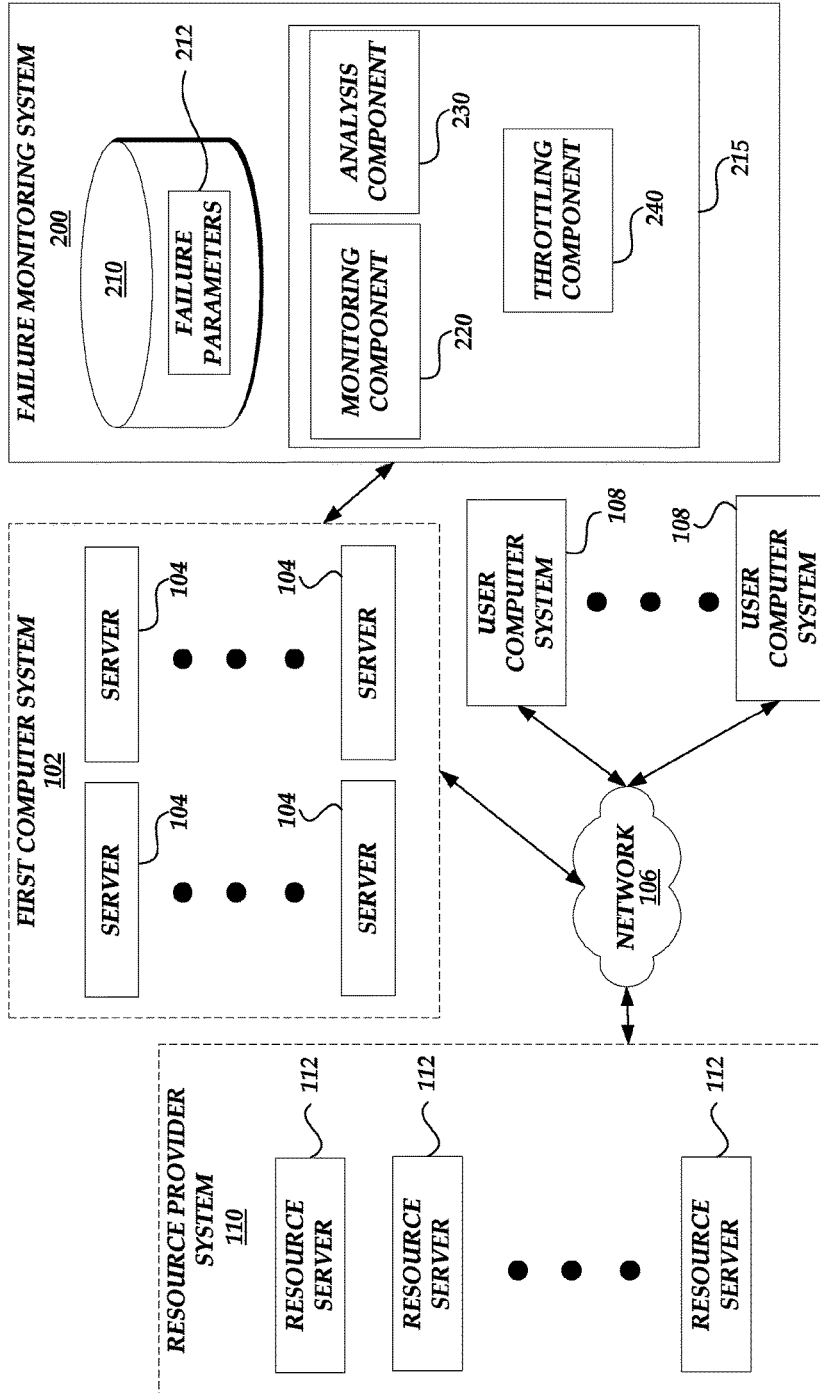 RESOURCE PROVIDER
SYSTEM
110
RESOURCE
SERVER
112
RESOURCE
SERVER
112
RESOURCE
SERVER
112
FIRST COMPUTER SYSTEM
102
SERVER
104
SERVER
104
SERVER
104
SERVER
104
NETWORK
106
USER
COMPUTER
SYSTEM
108
USER
COMPUTER
SYSTEM
108
FAILURE MONITORING SYSTEM
200
210
FAILURE
PARAMETERS
212
MONITORING
COMPONENT
220
ANALYSIS
COMPONENT
230
THROTTLING
COMPONENT
240
215